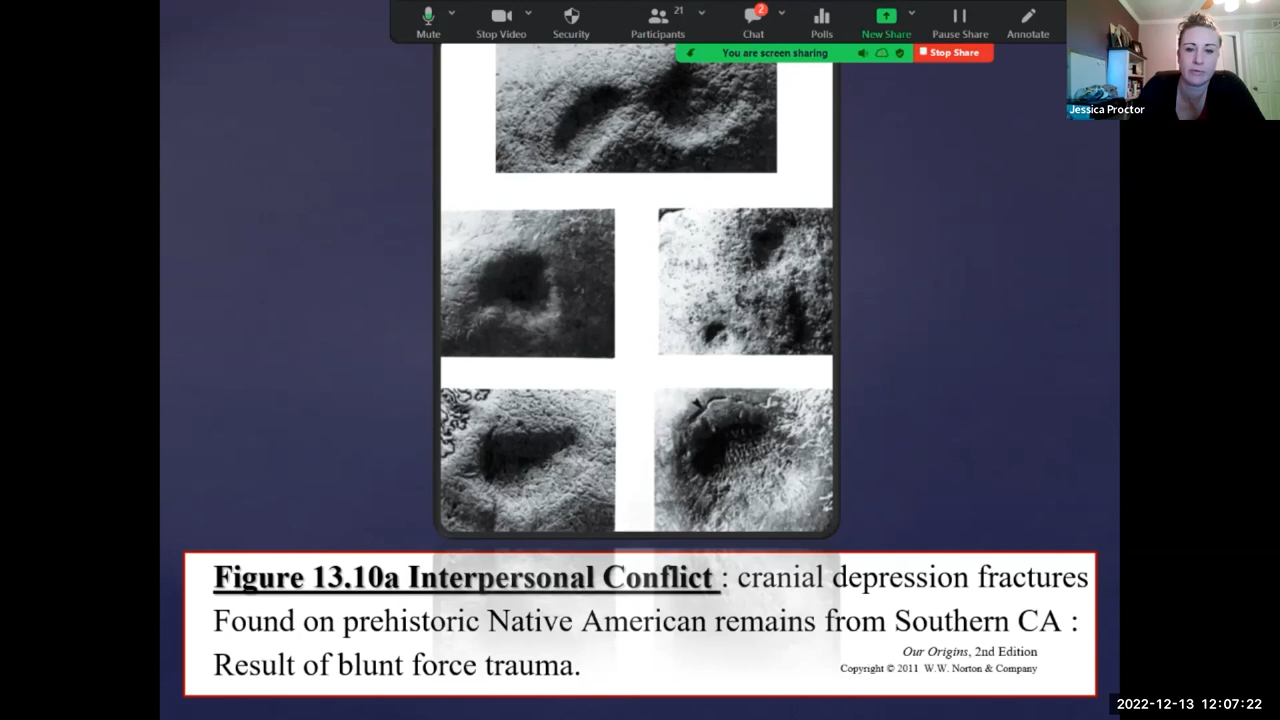 21
2
Mute
Stop Video
Security
Participants
Chat
Polls
New Share
Pause Share
Annotate
You are screen sharing
Stop Share
Jessica Proctor
Figure 13.10a Interpersonal Conflict : cranial depression fractures
Found on prehistoric Native American remains from Southern CA :
Result of blunt force trauma.
Our Origins, 2nd Edition
Copyright © 2011 W.W. Norton & Company
2022-12-13 12:07:22